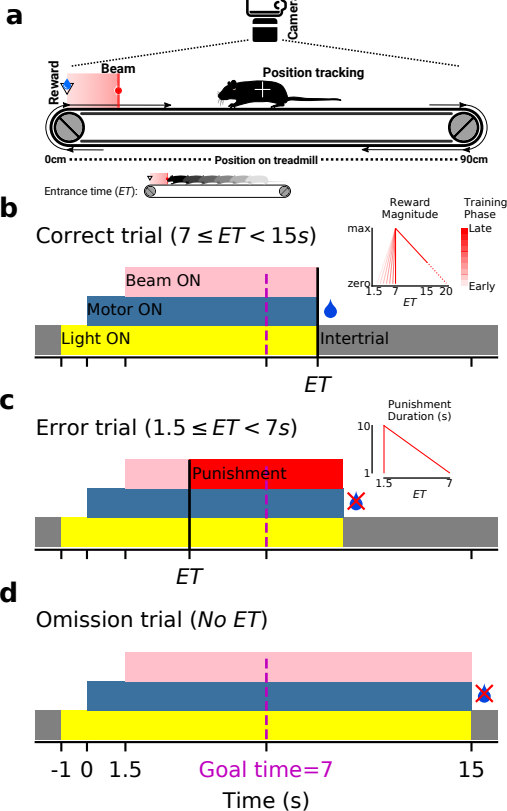 a
Camera
Reward
Beam
Position tracking
0cm
Position on treadmill
90cm
Entrance time (ET):
b
Correct trial (7 ≤ ET < 15s)
Reward
Magnitude
max
zero
1.5 7 15 20
ET
Training
Phase
Late
Early
Beam ON
Motor ON
Light ON
Intertrial
ET
c
Error trial (1.5 ≤ ET < 7s)
Punishment
Duration (s)
10
1
1.5 7
ET
Punishment
ET
d
Omission trial (No ET)
-1 0 1.5 Goal time=7 15
Time (s)